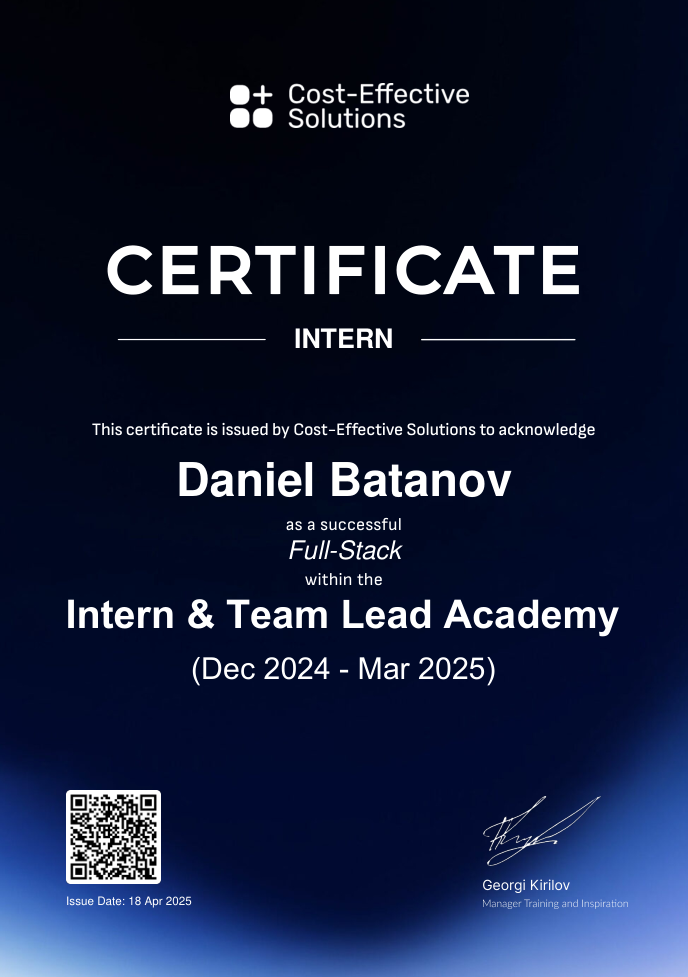 Cost-Effective
Solutions
CERTIFICATE
INTERN
This certificate is issued by Cost-Effective Solutions to acknowledge
Daniel Batanov
as a successful
Full-Stack
within the
Intern & Team Lead Academy
(Dec 2024 - Mar 2025)
Issue Date: 18 Apr 2025
Georgi Kirilov
Manager Training and Inspiration